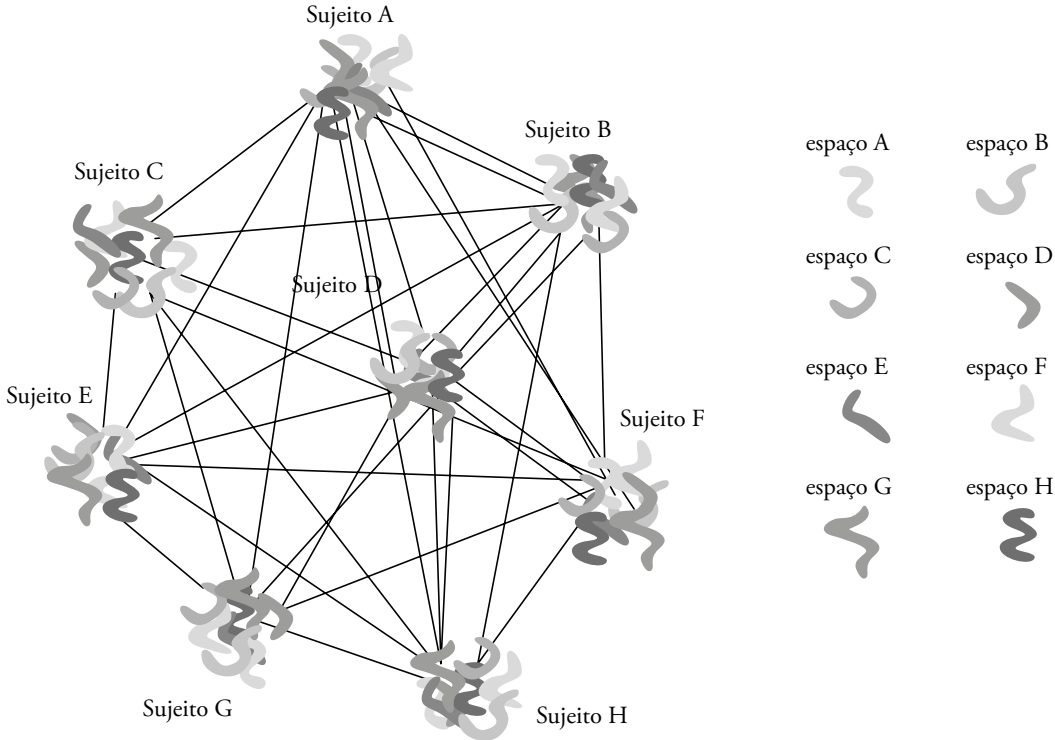 Sujeito A
Sujeito B
Sujeito C
Sujeito D
Sujeito E
Sujeito F
Sujeito G
Sujeito H
espaço A
espaço B
espaço C
espaço D
espaço E
espaço F
espaço G
espaço H